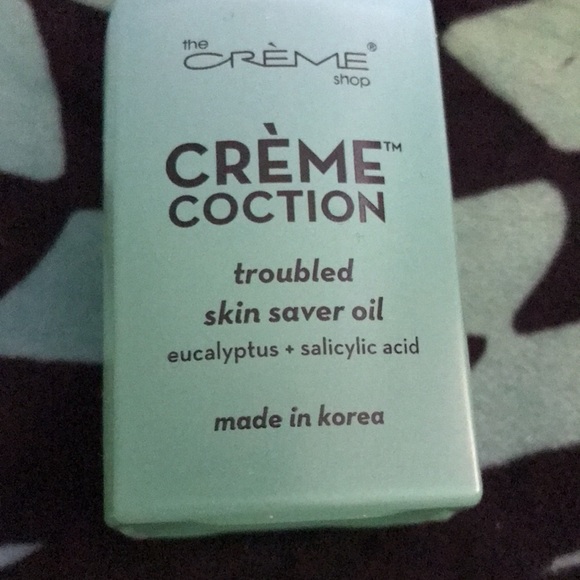 the
CRÈME®
shop
CRÈME™
COCTION
troubled
skin saver oil
eucalyptus + salicylic acid
made in korea